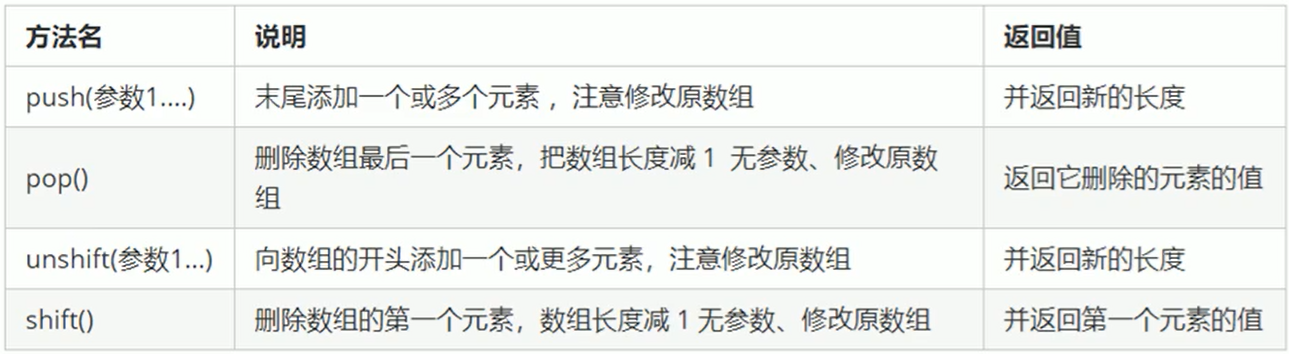 方法名 说明 返回值
push(参数1....) 末尾添加一个或多个元素 ，注意修改原数组 并返回新的长度
pop() 删除数组最后一个元素，把数组长度减 1 无参数、修改原数
组 返回它删除的元素的值
unshift(参数1...) 向数组的开头添加一个或更多元素，注意修改原数组 并返回新的长度
shift() 删除数组的第一个元素，数组长度减 1 无参数、修改原数组 并返回第一个元素的值